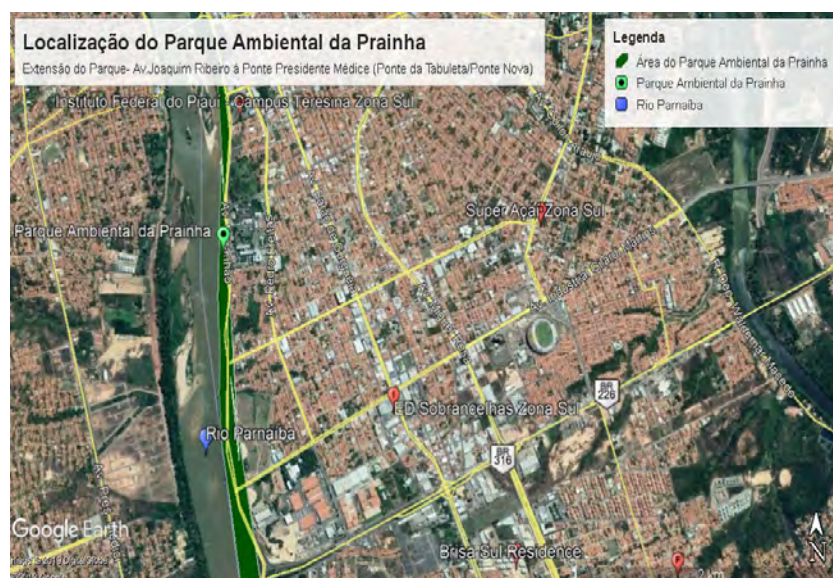 Localização do Parque Ambiental da Prainha
Extensão do Parque- Av.Joaquim Ribeiro à Ponte Presidente Médice (Ponte da Tabuleta/Ponte Nova)
Legenda
Área do Parque Ambiental da Prainha
Parque Ambiental da Prainha
Rio Parnaíba
Instituto Federal do Piauí - Campus Teresina Zona Sul
Super Açaí Zona Sul
Parque Ambiental da Prainha
ED Sobrancelhas Zona Sul
BR
226
Rio Parnaíba
BR
316
Google Earth
Brisa Sul Residence
2 km
N